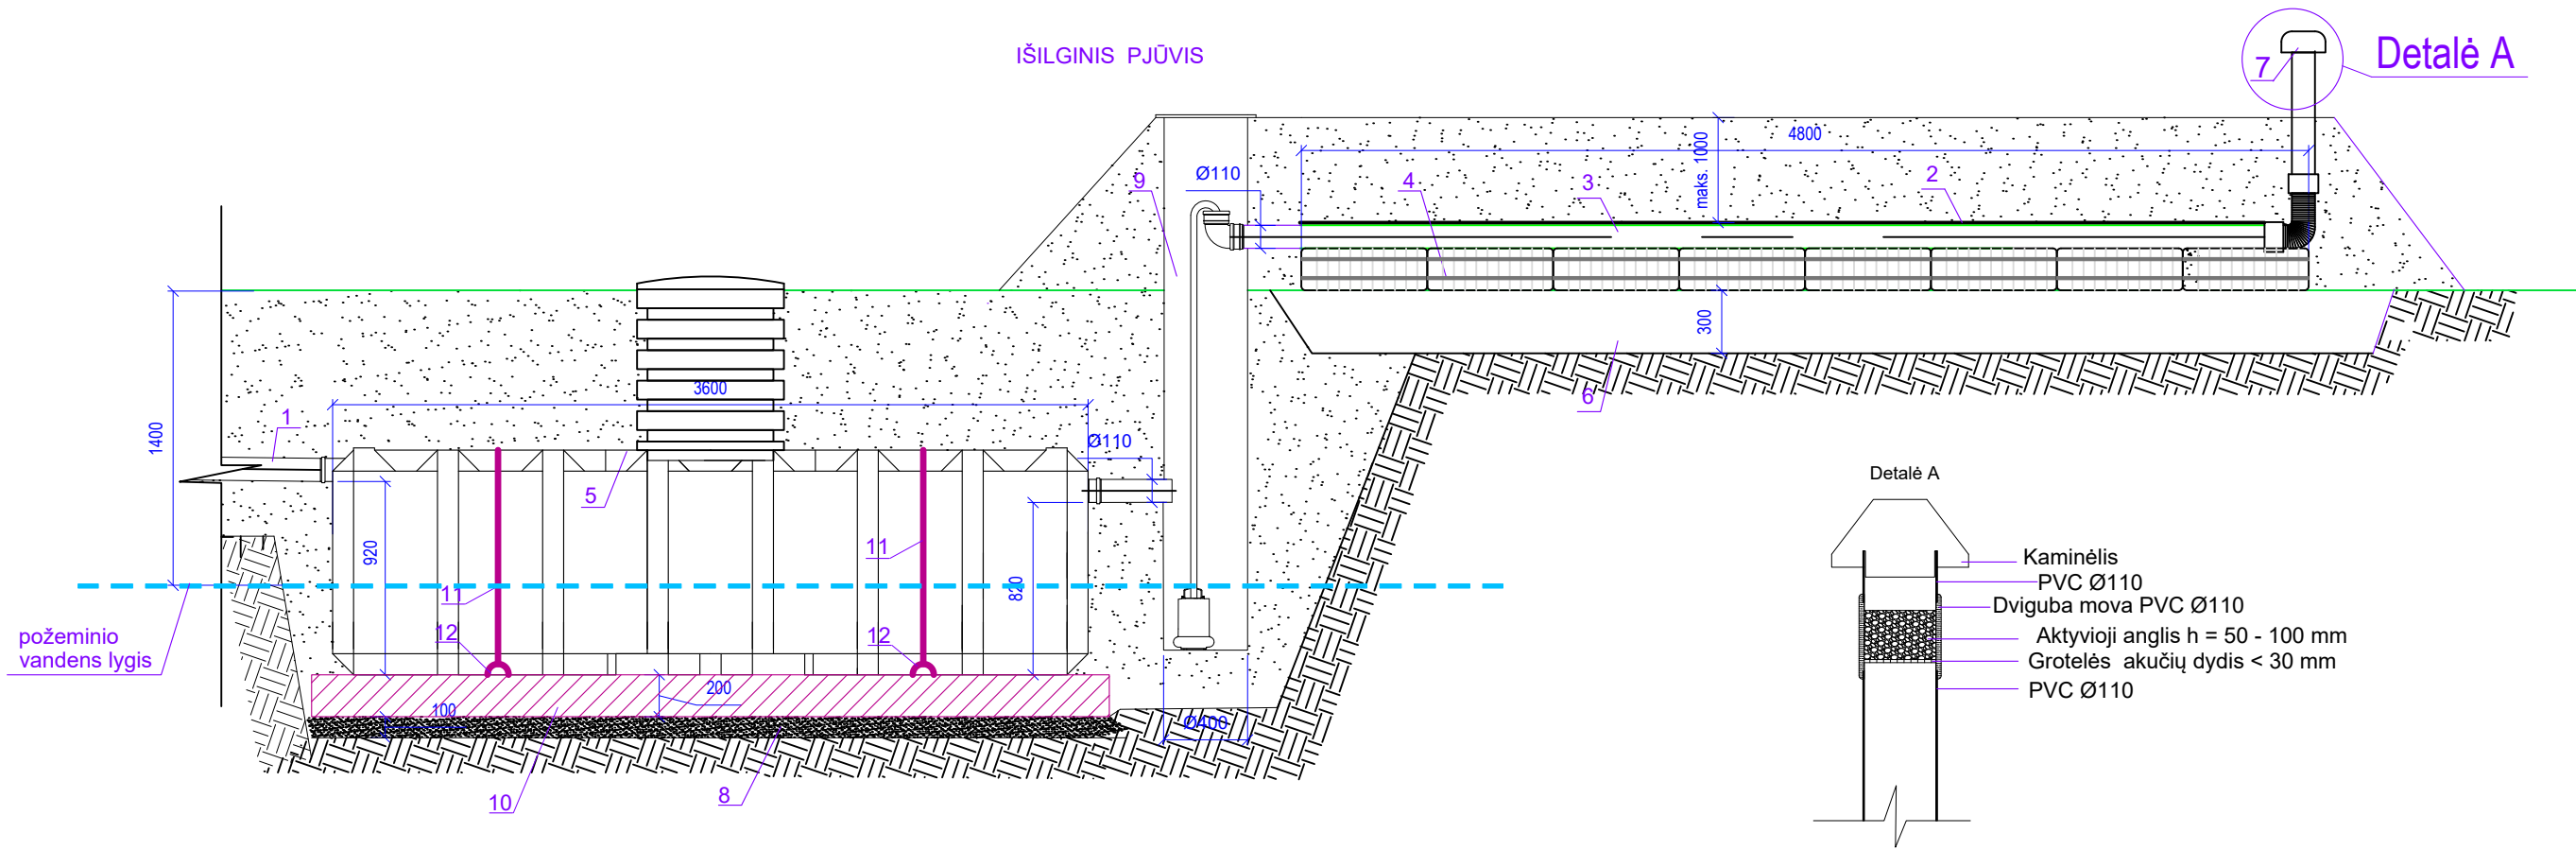 IŠILGINIS PJŪVIS
7
Detalė A
4800
maks. 1000
Ø110
9
4
3
2
300
6
3600
1400
1
Ø110
5
920
11
11
820
12
12
požeminio
vandens lygis
200
100
Ø400
10
8
Detalė A
Kaminėlis
PVC Ø110
Dviguba mova PVC Ø110
Aktyvioji anglis h = 50 - 100 mm
Grotelės akučių dydis < 30 mm
PVC Ø110